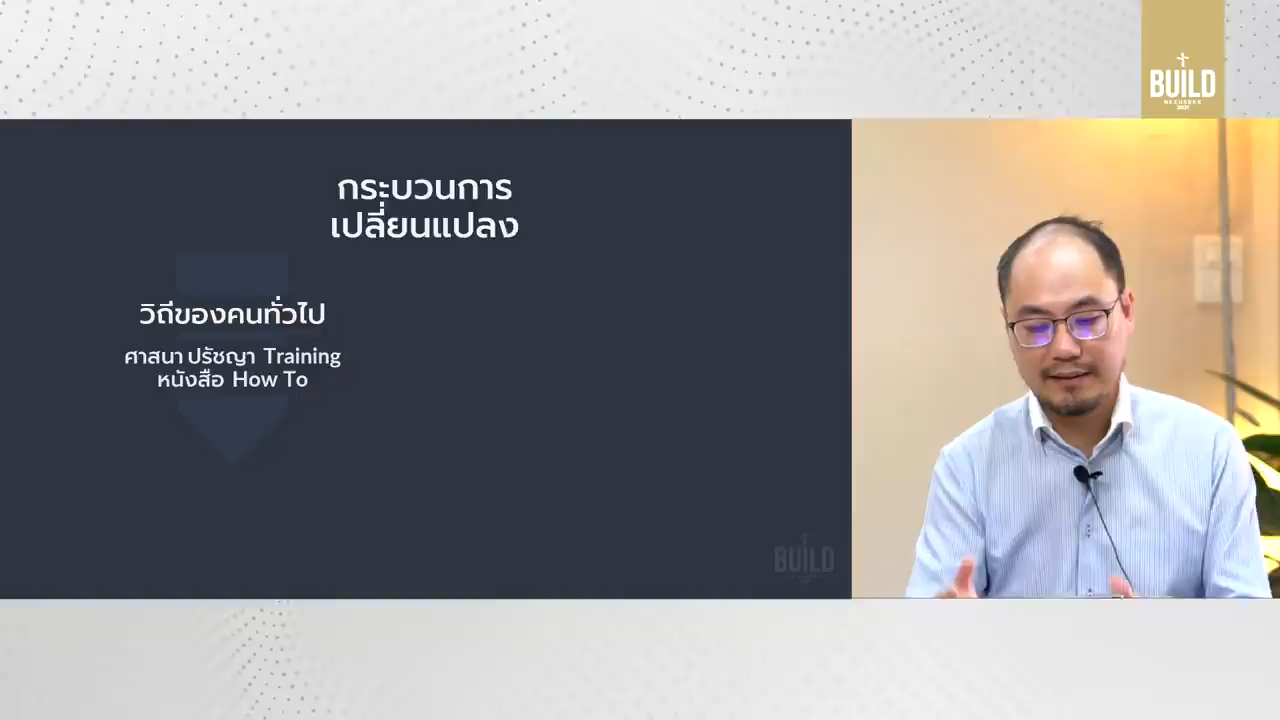 BUILD
NEXUSBKK
2021
กระบวนการ
เปลี่ยนแปลง
วิถีของคนทั่วไป
ศาสนา ปรัชญา Training
หนังสือ How To
BUILD